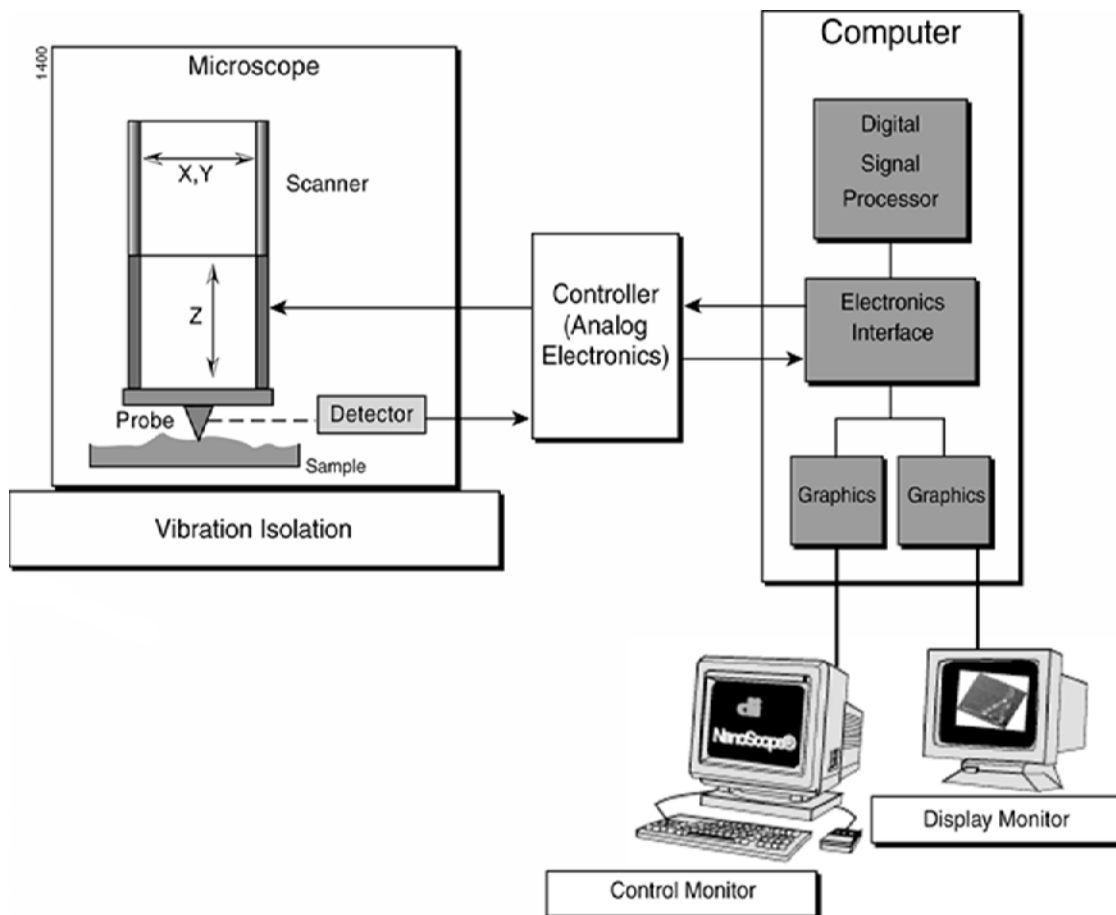 1400
Microscope
X,Y
Scanner
Z
Probe
Detector
Sample
Vibration Isolation
Controller
(Analog
Electronics)
Computer
Digital
Signal
Processor
Electronics
Interface
Graphics
Graphics
di
NanoScope®
Display Monitor
Control Monitor